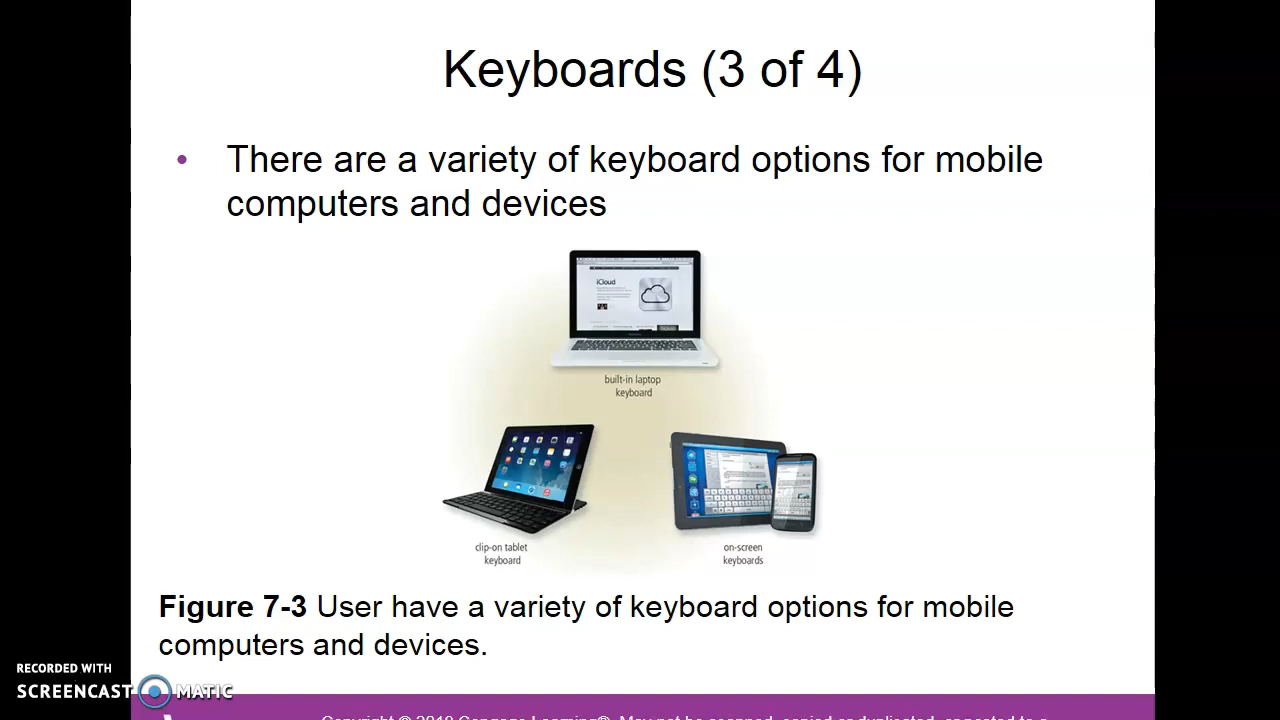 Keyboards (3 of 4)
• There are a variety of keyboard options for mobile
computers and devices
iCloud
built-in laptop
keyboard
clip-on tablet
keyboard
on-screen
keyboards
Figure 7-3 User have a variety of keyboard options for mobile
computers and devices.
RECORDED WITH
SCREENCAST MATIC